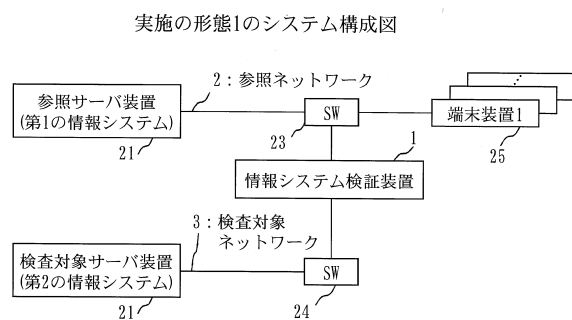 実施の形態1のシステム構成図
2：参照ネットワーク
参照サーバ装置
(第1の情報システム)
21
SW
23
端末装置1
25
1
情報システム検証装置
3：検査対象
ネットワーク
検査対象サーバ装置
(第2の情報システム)
21
SW
24